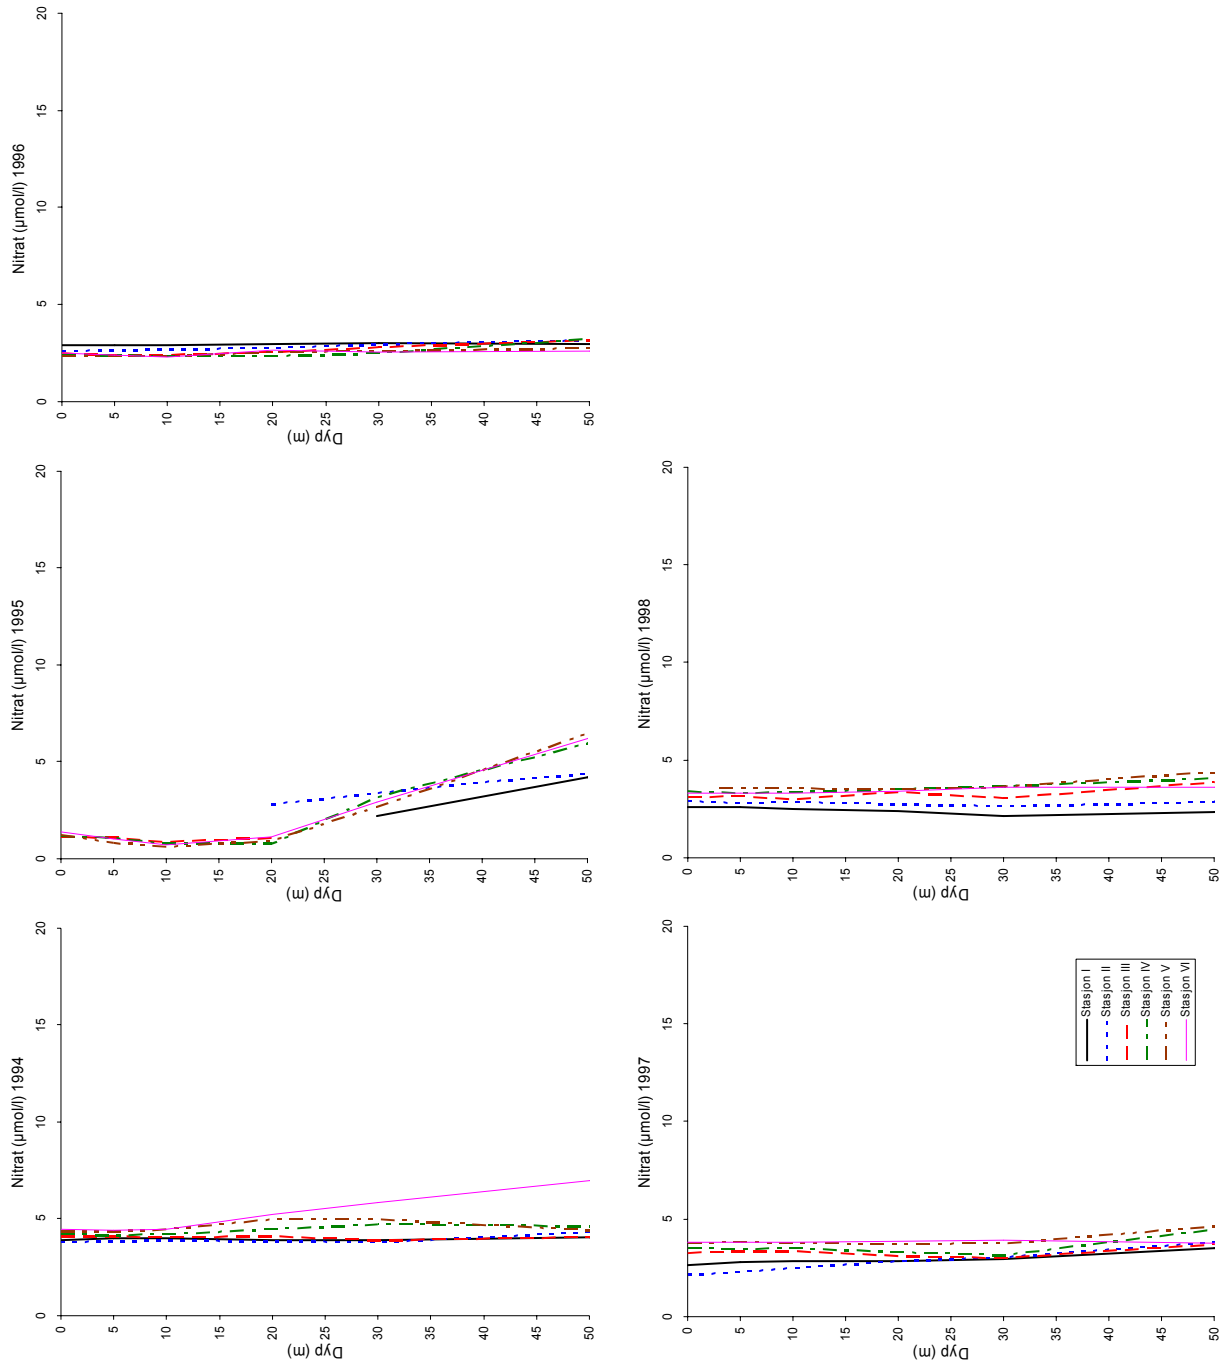 Nitrat (µmol/l) 1994
0 5 10 15 20
0
5
10
15
20
25
30
35
40
45
50
Dyp (m)
Nitrat (µmol/l) 1995
0 5 10 15 20
0
5
10
15
20
25
30
35
40
45
50
Dyp (m)
Nitrat (µmol/l) 1996
0 5 10 15 20
0
5
10
15
20
25
30
35
40
45
50
Dyp (m)
Nitrat (µmol/l) 1997
0 5 10 15 20
0
5
10
15
20
25
30
35
40
45
50
Dyp (m)
Stasjon I
Stasjon II
Stasjon III
Stasjon IV
Stasjon V
Stasjon VI
Nitrat (µmol/l) 1998
0 5 10 15 20
0
5
10
15
20
25
30
35
40
45
50
Dyp (m)